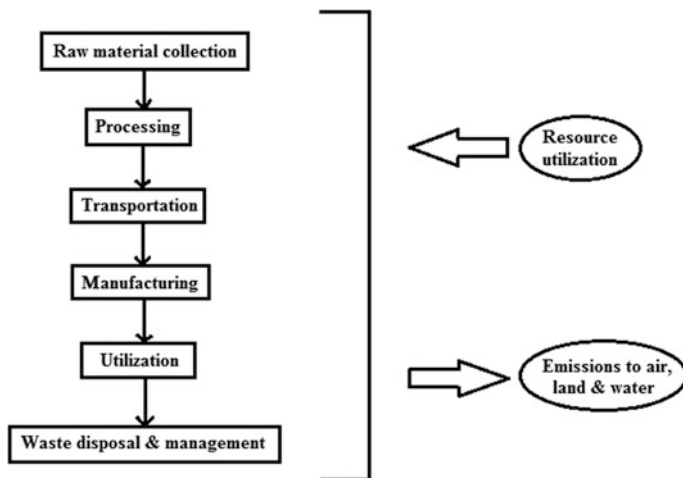 Raw material collection
Processing
Transportation
Manufacturing
Utilization
Waste disposal & management
Resource
utilization
Emissions to air,
land & water